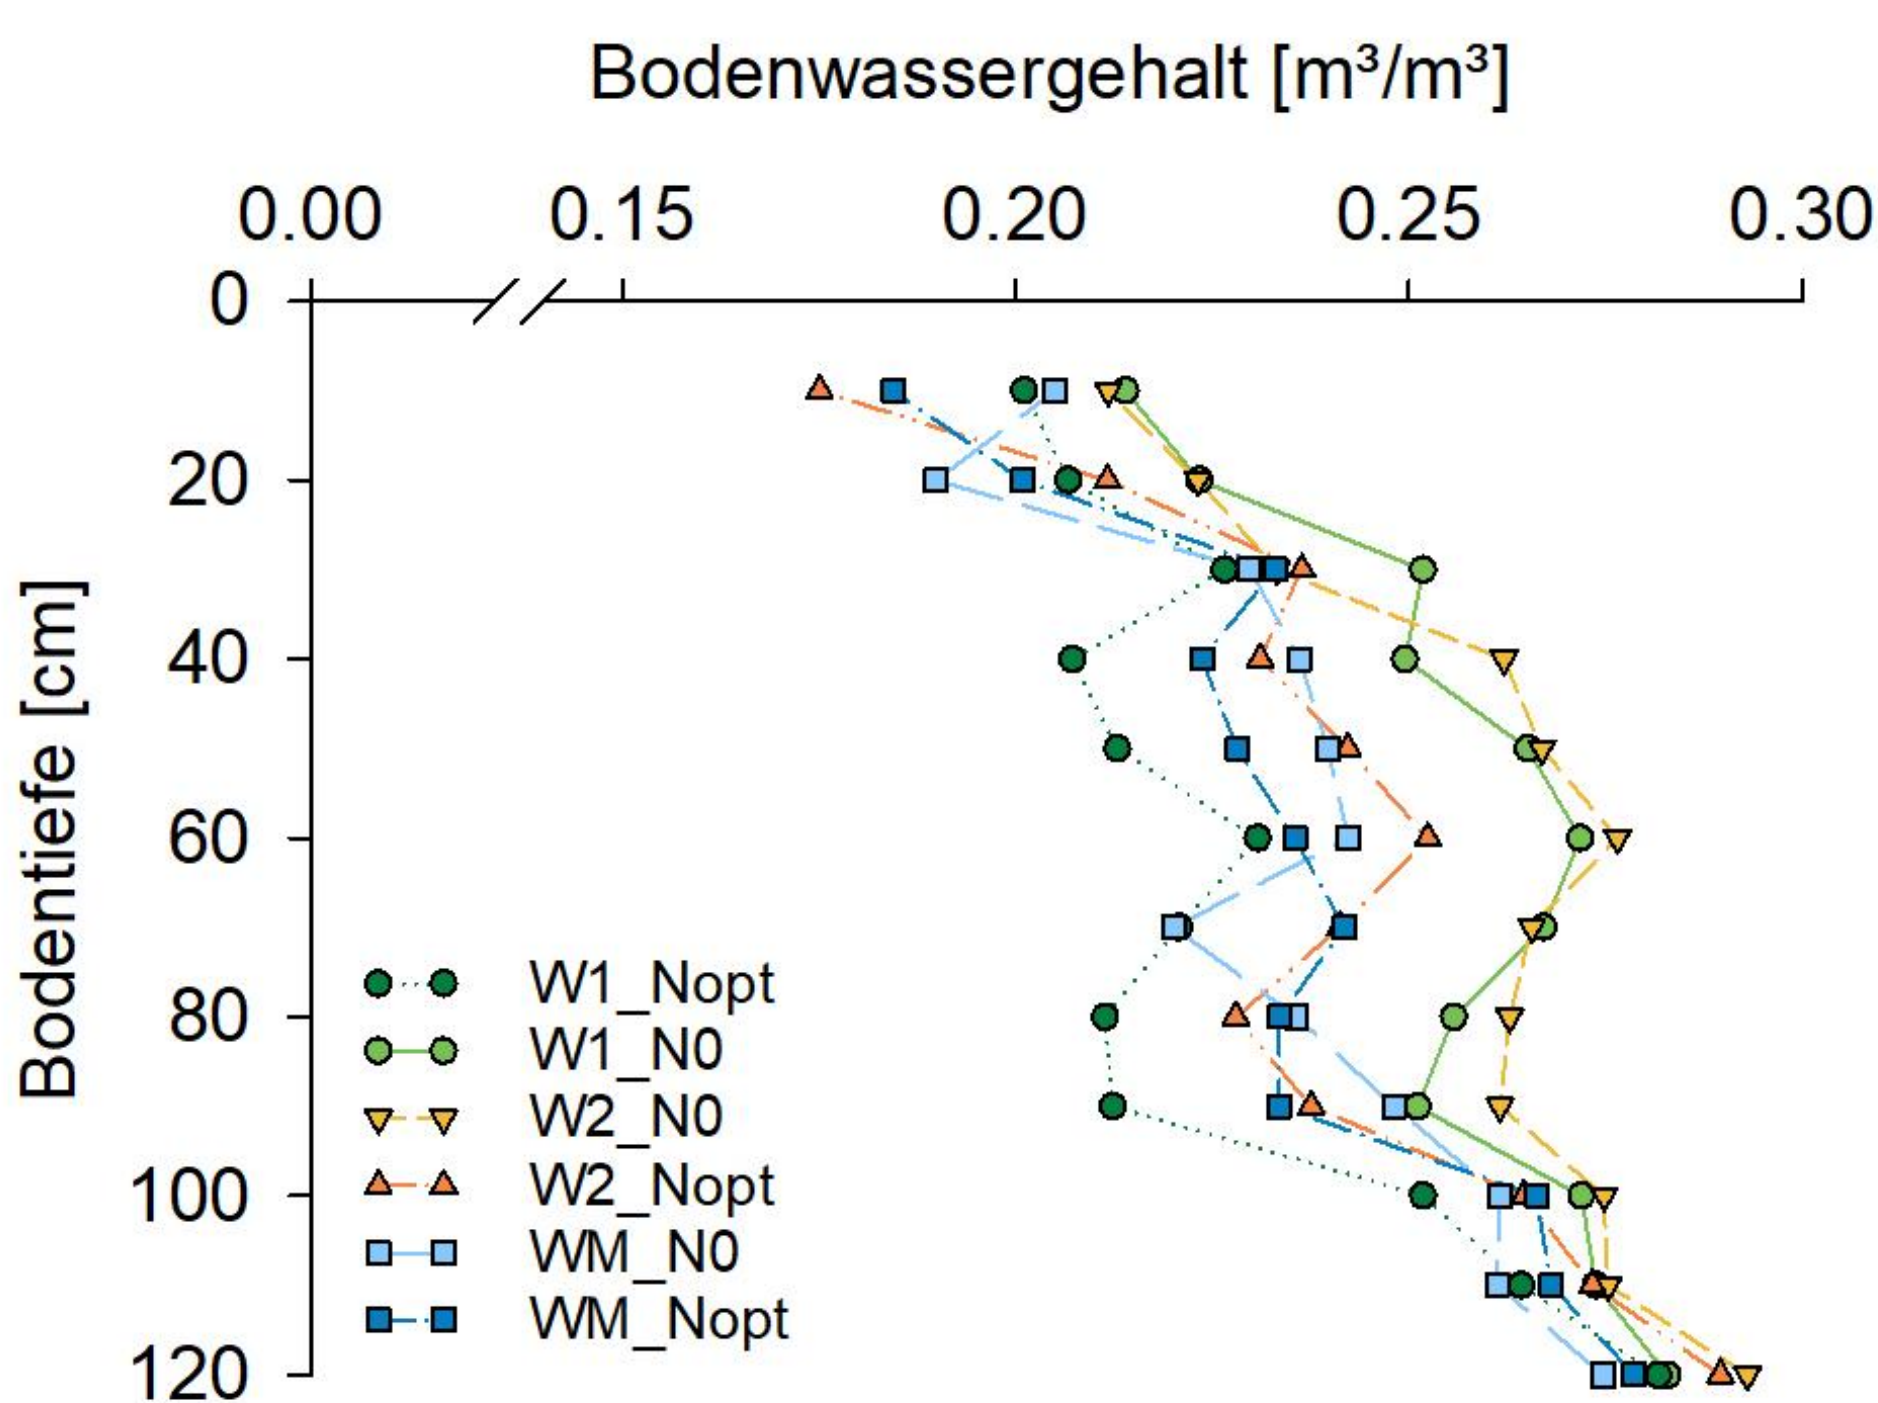 Bodenwassergehalt [m³/m³]
0.00 0.15 0.20 0.25 0.30
0
20
40
60
80
100
120
Bodentiefe [cm]
W1_Nopt
W1_N0
W2_N0
W2_Nopt
WM_N0
WM_Nopt